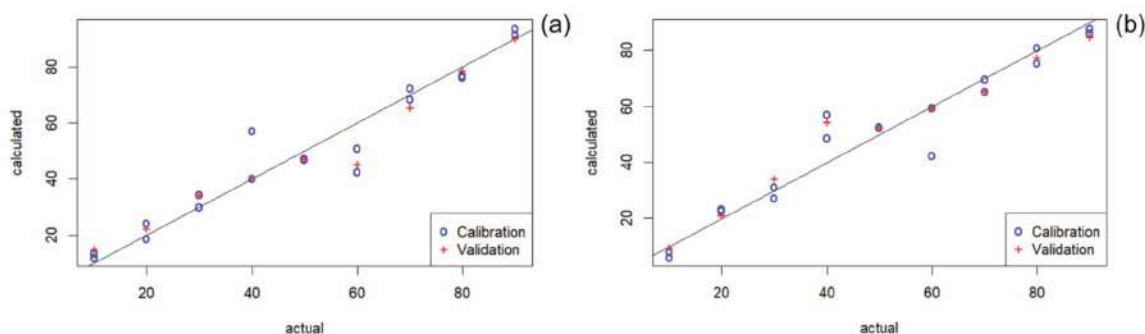 (a)
calculated
80
60
40
20
Calibration
Validation
20 40 60 80
actual
(b)
calculated
80
60
40
20
Calibration
Validation
20 40 60 80
actual